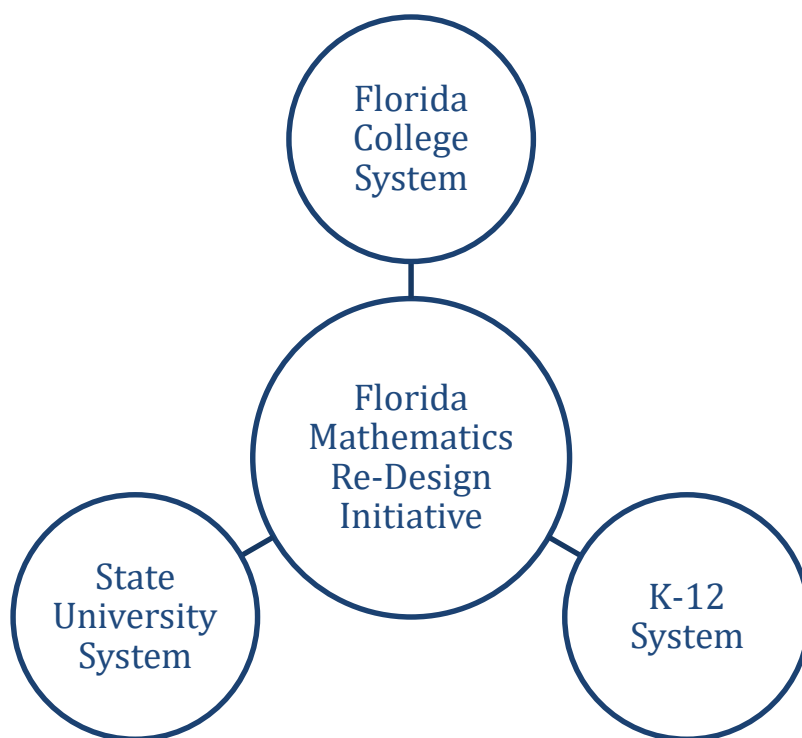 Florida
College
System
Florida
Mathematics
Re-Design
Initiative
State
University
System
K-12
System